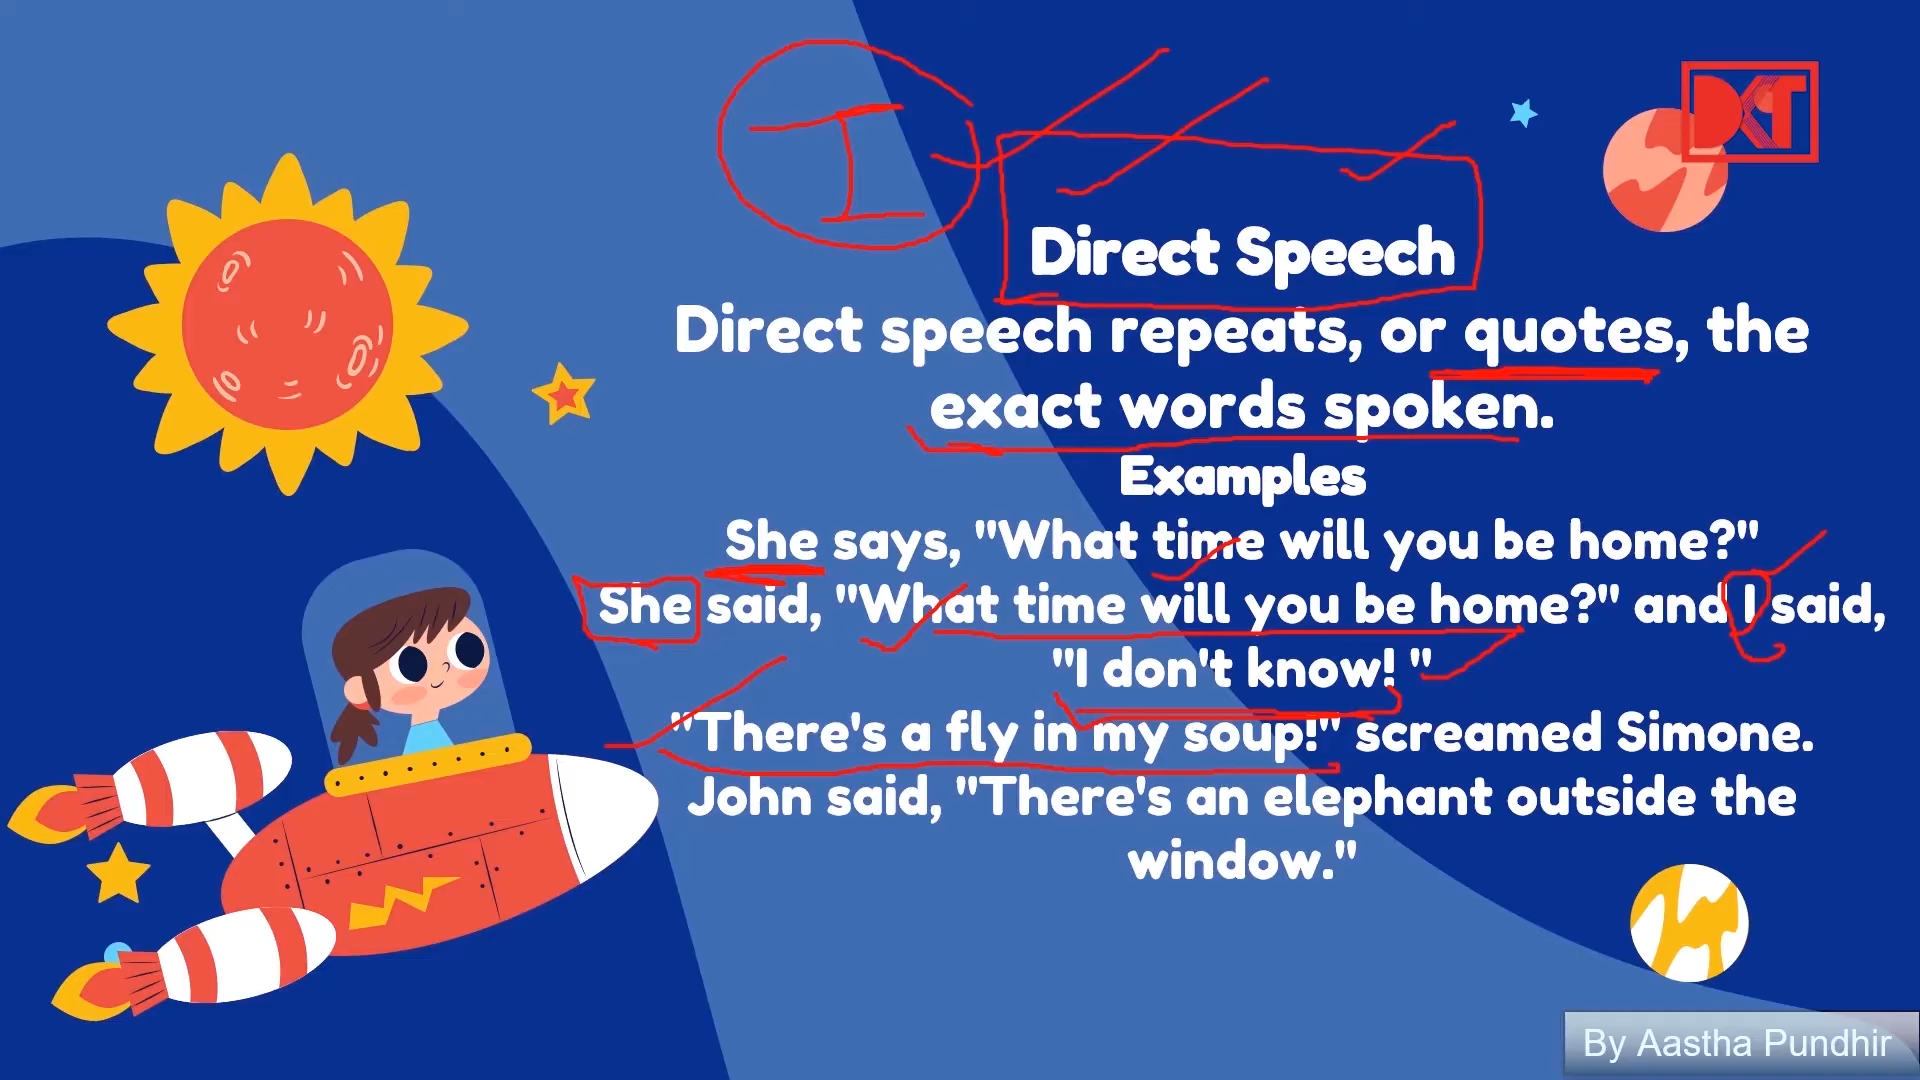 DKT
I
Direct Speech
Direct speech repeats, or quotes, the
exact words spoken.
Examples
She says, "What time will you be home?"
She said, "What time will you be home?" and I said,
"I don't know! "
"There's a fly in my soup!" screamed Simone.
John said, "There's an elephant outside the
window."
By Aastha Pundhir